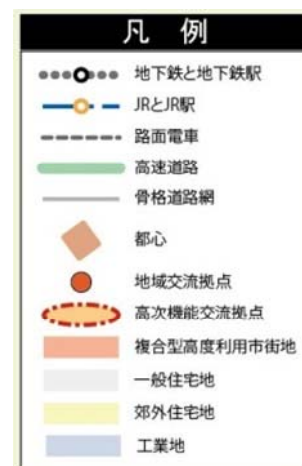 凡 例
地下鉄と地下鉄駅
JRとJR駅
路面電車
高速道路
骨格道路網
都心
地域交流拠点
高次機能交流拠点
複合型高度利用市街地
一般住宅地
郊外住宅地
工業地